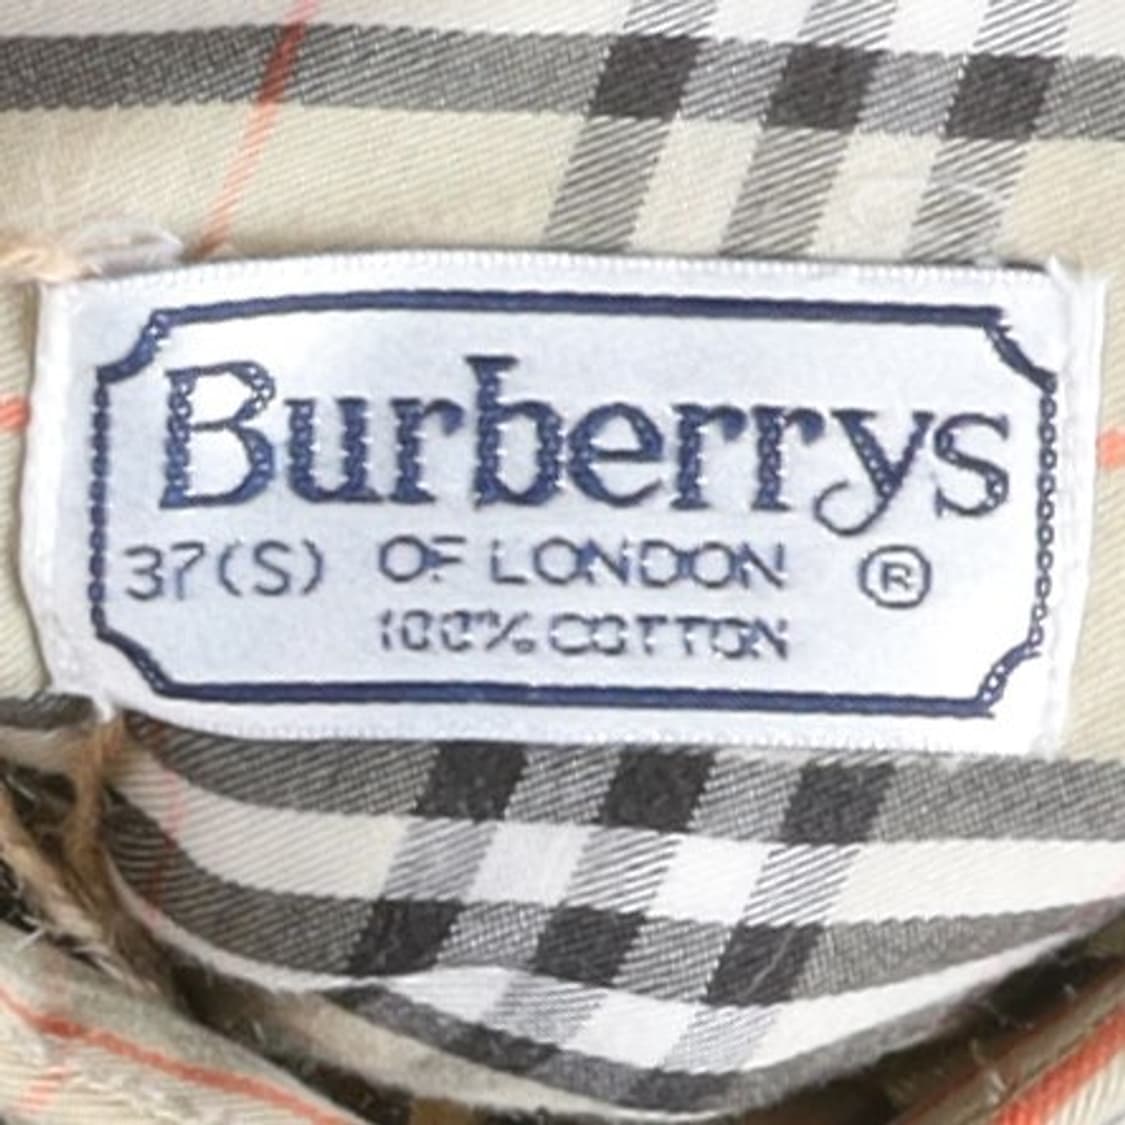 Burberrys
37(S) OF LONDON ®
100% COTTON